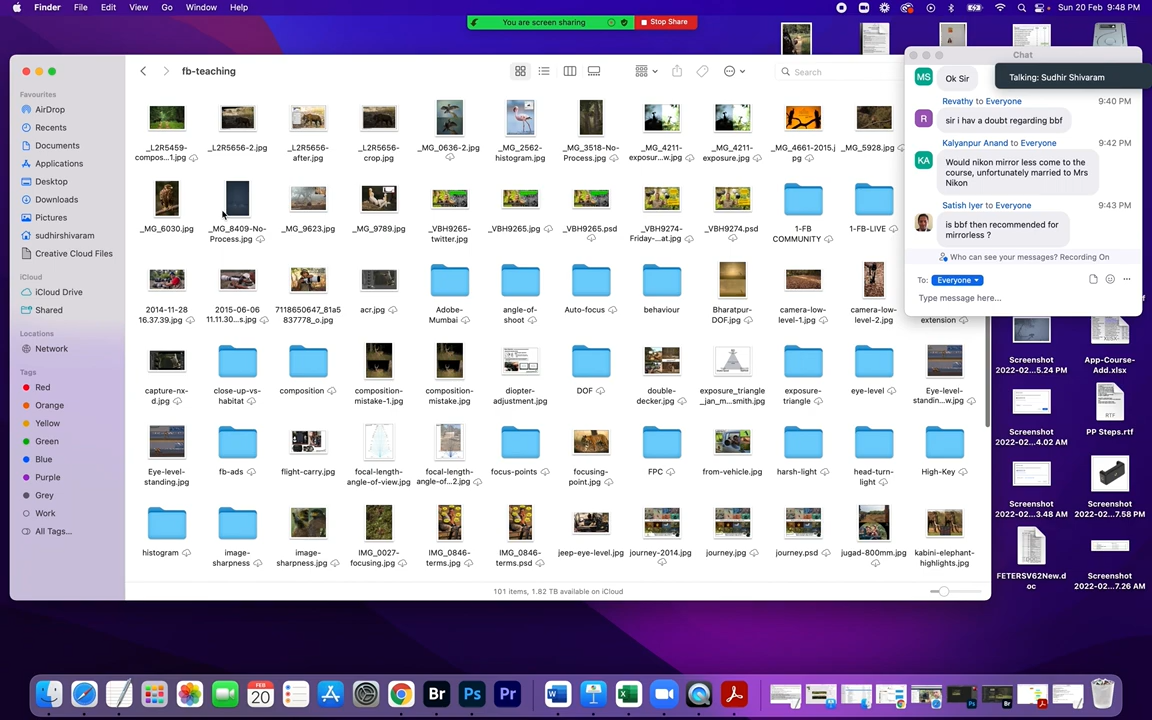 Finder File Edit View Go Window Help
Sun 20 Feb 9:48 PM
You are screen sharing
Stop Share
fb-teaching
Search
Favourites
AirDrop
Recents
Documents
Applications
Desktop
Downloads
Pictures
sudhirshivaram
Creative Cloud Files
iCloud
iCloud Drive
Shared
Locations
Network
Tags
Red
Orange
Yellow
Green
Blue
Purple
Grey
Work
All Tags...
_L2R5459-compos...1.jpg
_L2R5656-2.jpg
_L2R5656-after.jpg
_L2R5656-crop.jpg
_MG_0636-2.jpg
_MG_2562-histogram.jpg
_MG_3518-No-Process.jpg
_MG_4211-exposur...w.jpg
_MG_4211-exposure.jpg
_MG_4661-2015.jpg
_MG_5928.jpg
_MG_6030.jpg
_MG_8409-No-Process.jpg
_MG_9623.jpg
_MG_9789.jpg
_VBH9265-twitter.jpg
_VBH9265.jpg
_VBH9265.psd
_VBH9274-Friday-...at.jpg
_VBH9274.psd
1-FB COMMUNITY
1-FB-LIVE
2014-11-28 16.37.39.jpg
2015-06-06 11.11.30...s.jpg
7118650647_81a5837778_o.jpg
acr.jpg
Adobe-Mumbai
angle-of-shoot
Auto-focus
behaviour
Bharatpur-DOF.jpg
camera-low-level-1.jpg
camera-low-level-2.jpg
extension
capture-nx-d.jpg
close-up-vs-habitat
composition
composition-mistake-1.jpg
composition-mistake.jpg
diopter-adjustment.jpg
DOF
double-decker.jpg
exposure_triangle_jan_m...smith.jpg
exposure-triangle
eye-level
Eye-level-standin...w.jpg
Eye-level-standing.jpg
fb-ads
flight-carry.jpg
focal-length-angle-of-view.jpg
focal-length-angle-of...2.jpg
focus-points
focusing-point.jpg
FPC
from-vehicle.jpg
harsh-light
head-turn-light
High-Key
histogram
image-sharpness
image-sharpness.jpg
IMG_0027-focusing.jpg
IMG_0846-terms.jpg
IMG_0846-terms.psd
jeep-eye-level.jpg
journey-2014.jpg
journey.jpg
journey.psd
jugad-800mm.jpg
kabini-elephant-highlights.jpg
101 items, 1.82 TB available on iCloud
Chat
Talking: Sudhir Shivaram
MS
Ok Sir
Revathy to Everyone 9:40 PM
R
sir i hav a doubt regarding bbf
Kalyanpur Anand to Everyone 9:42 PM
KA
Would nikon mirror less come to the
course, unfortunately married to Mrs
Nikon
Satish Iyer to Everyone 9:43 PM
is bbf then recommended for
mirrorless ?
Who can see your messages? Recording On
To: Everyone
Type message here...
Screenshot
2022-02...5.24 PM
App-Course-
Add.xlsx
Screenshot
2022-02...4.02 AM
RTF
PP Steps.rtf
Screenshot
2022-02...3.48 AM
Screenshot
2022-02...7.58 PM
FETERSV62New.d
oc
Screenshot
2022-02...7.26 AM
FEB
20
Br
Ps
Pr